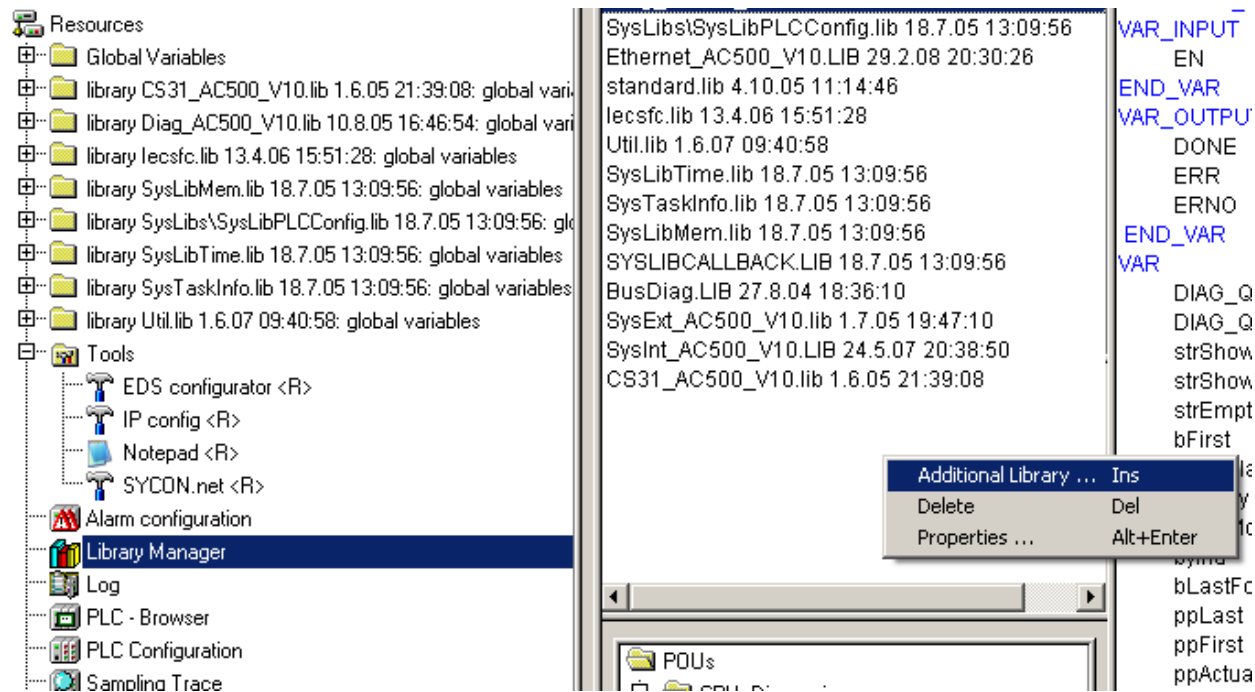 Resources
Global Variables
library CS31_AC500_V10.lib 1.6.05 21:39:08: global vari
library Diag_AC500_V10.lib 10.8.05 16:46:54: global vari
library Iecsfc.lib 13.4.06 15:51:28: global variables
library SysLibMem.lib 18.7.05 13:09:56: global variables
library SysLibs\SysLibPLCConfig.lib 18.7.05 13:09:56: glo
library SysLibTime.lib 18.7.05 13:09:56: global variables
library SysTaskInfo.lib 18.7.05 13:09:56: global variables
library Util.lib 1.6.07 09:40:58: global variables
Tools
EDS configurator <R>
IP config <R>
Notepad <R>
SYCON.net <R>
Alarm configuration
Library Manager
Log
PLC - Browser
PLC Configuration
Sampling Trace
SysLibs\SysLibPLCConfig.lib 18.7.05 13:09:56
Ethernet_AC500_V10.LIB 29.2.08 20:30:26
standard.lib 4.10.05 11:14:46
Iecsfc.lib 13.4.06 15:51:28
Util.lib 1.6.07 09:40:58
SysLibTime.lib 18.7.05 13:09:56
SysTaskInfo.lib 18.7.05 13:09:56
SysLibMem.lib 18.7.05 13:09:56
SYSLIBCALLBACK.LIB 18.7.05 13:09:56
BusDiag.LIB 27.8.04 18:36:10
SysExt_AC500_V10.lib 1.7.05 19:47:10
SysInt_AC500_V10.LIB 24.5.07 20:38:50
CS31_AC500_V10.lib 1.6.05 21:39:08
Additional Library ... Ins
Delete Del
Properties ... Alt+Enter
POUs
VAR_INPUT
EN
END_VAR
VAR_OUTPUT
DONE
ERR
ERNO
END_VAR
VAR
DIAG_Q
DIAG_Q
strShow
strShow
strEmpt
bFirst
bLastFo
ppLast
ppFirst
ppActua